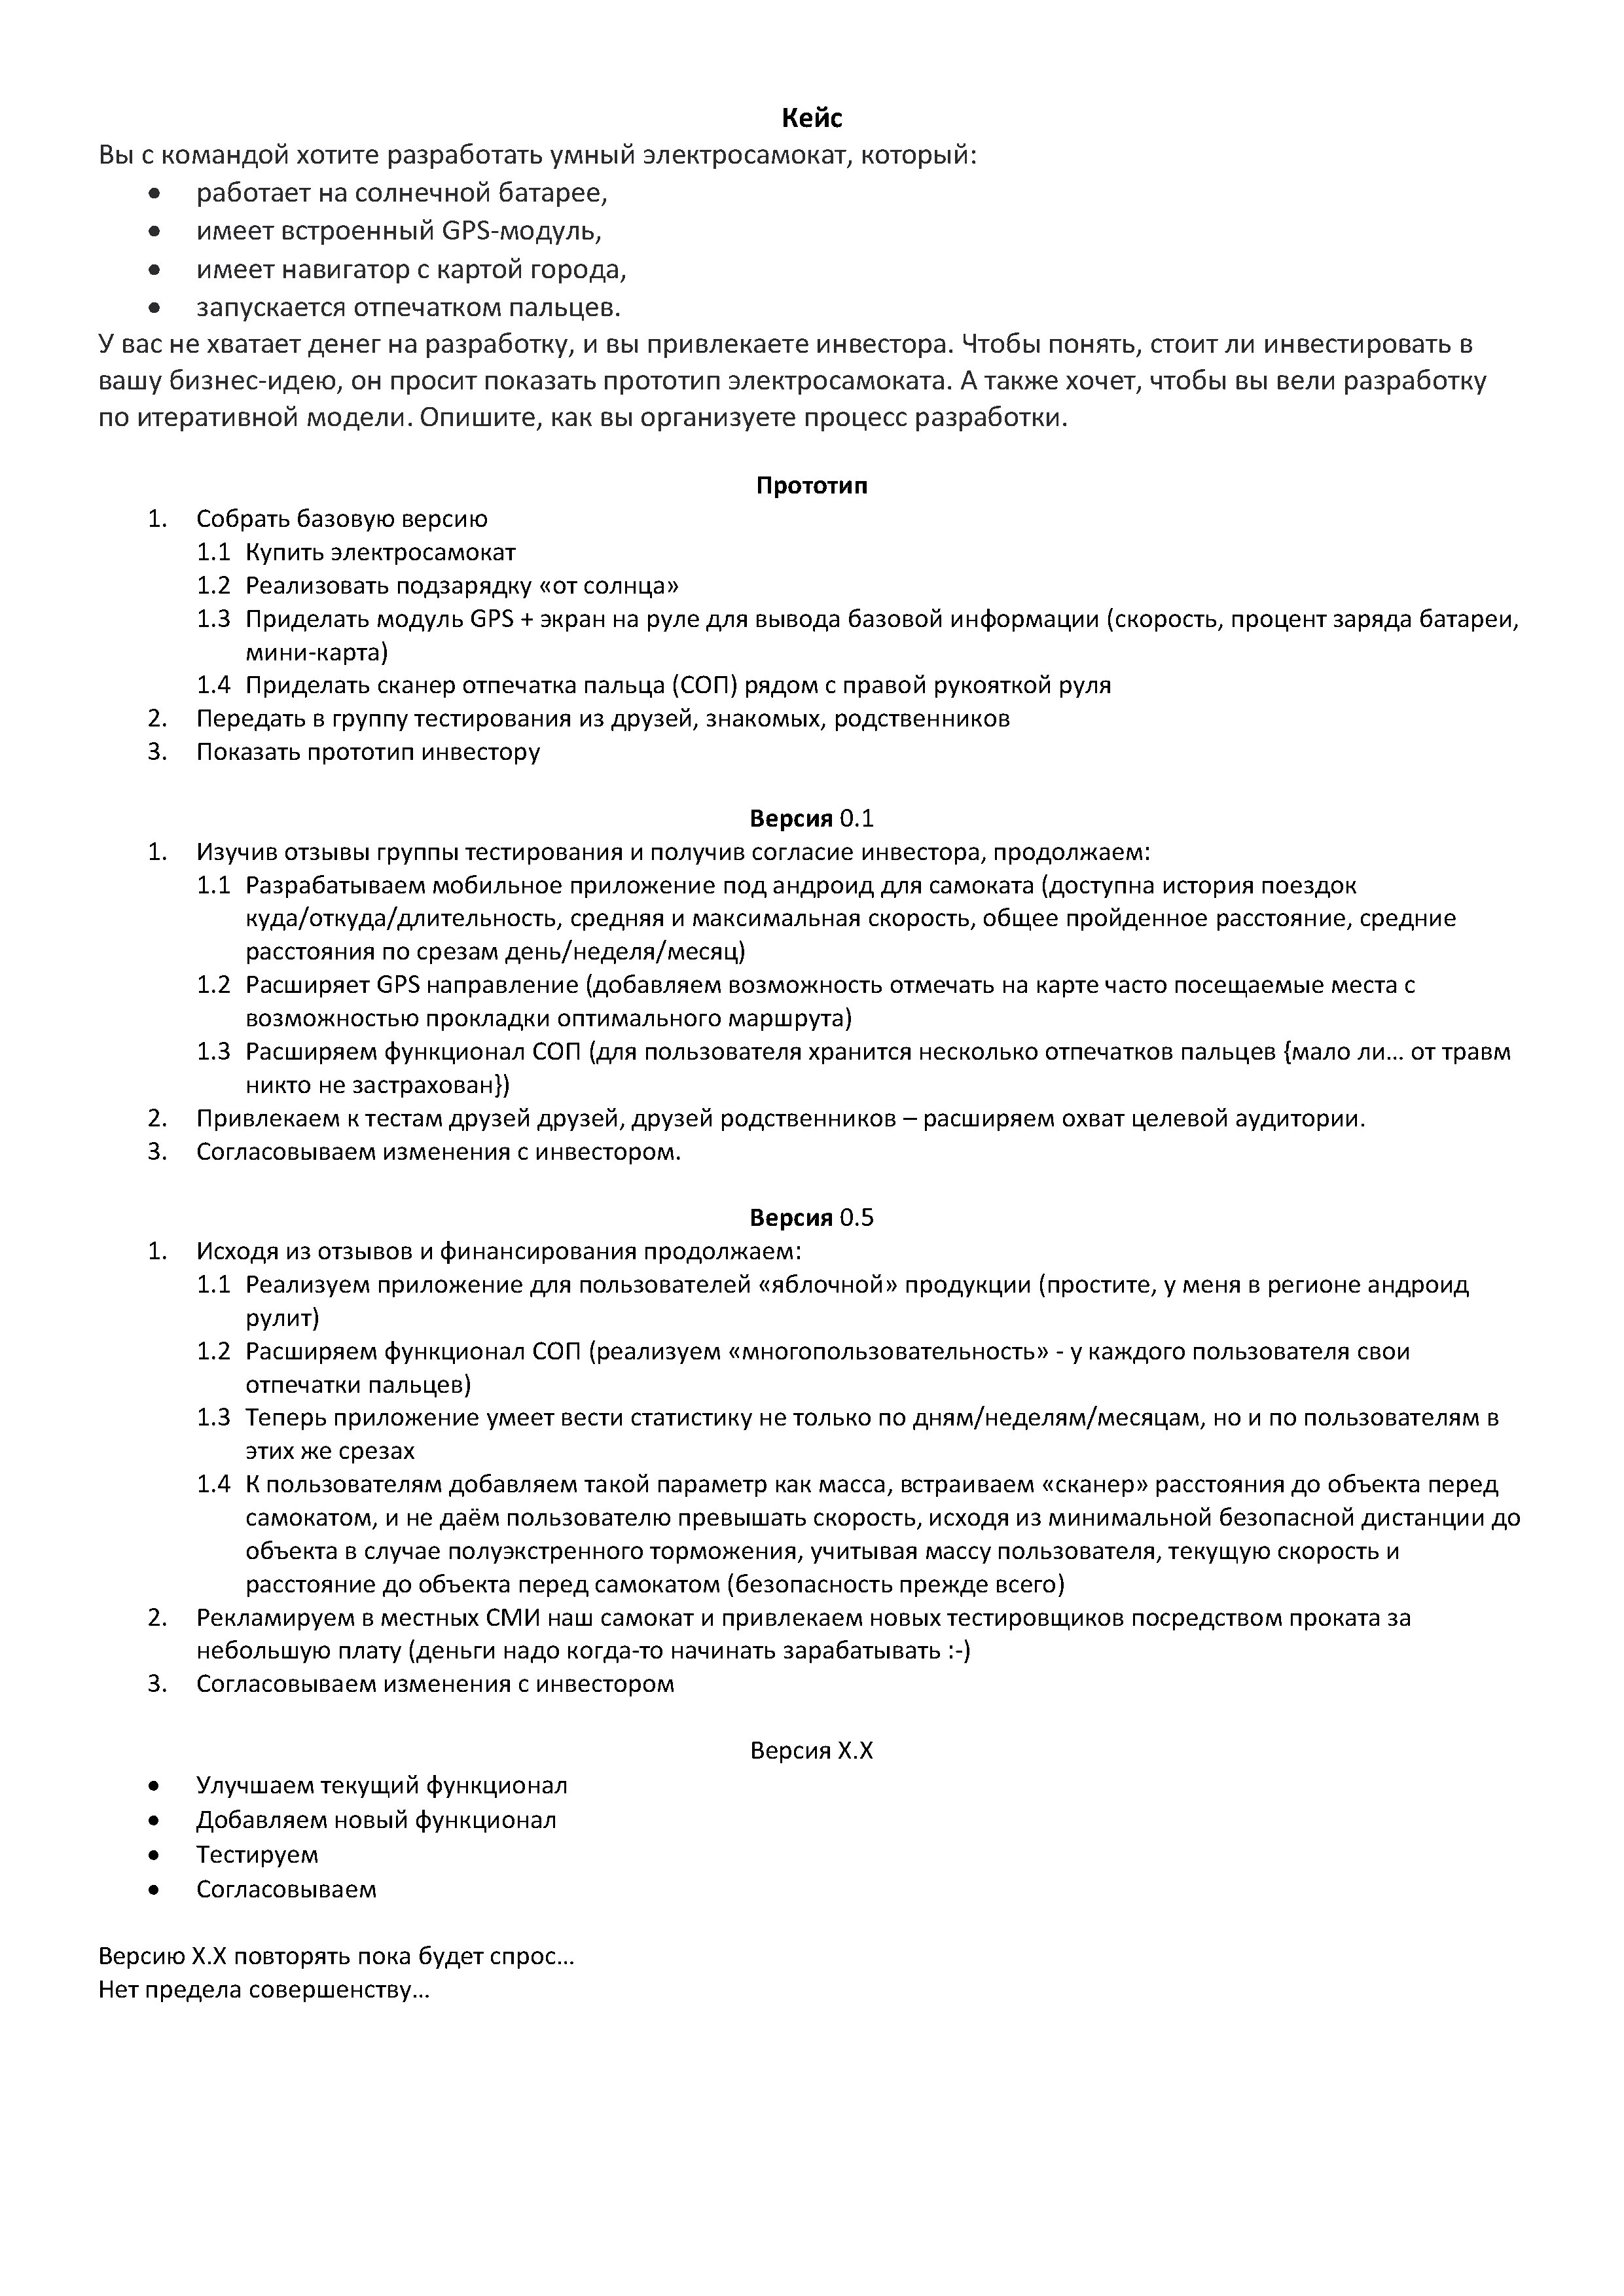 Кейс
Вы с командой хотите разработать умный электросамокат, который:
• работает на солнечной батарее,
• имеет встроенный GPS-модуль,
• имеет навигатор с картой города,
• запускается отпечатком пальцев.
У вас не хватает денег на разработку, и вы привлекаете инвестора. Чтобы понять, стоит ли инвестировать в
вашу бизнес-идею, он просит показать прототип электросамоката. А также хочет, чтобы вы вели разработку
по итеративной модели. Опишите, как вы организуете процесс разработки.
Прототип
1. Собрать базовую версию
1.1 Купить электросамокат
1.2 Реализовать подзарядку «от солнца»
1.3 Приделать модуль GPS + экран на руле для вывода базовой информации (скорость, процент заряда батареи,
мини-карта)
1.4 Приделать сканер отпечатка пальца (СОП) рядом с правой рукояткой руля
2. Передать в группу тестирования из друзей, знакомых, родственников
3. Показать прототип инвестору
Версия 0.1
1. Изучив отзывы группы тестирования и получив согласие инвестора, продолжаем:
1.1 Разрабатываем мобильное приложение под андроид для самоката (доступна история поездок
куда/откуда/длительность, средняя и максимальная скорость, общее пройденное расстояние, средние
расстояния по срезам день/неделя/месяц)
1.2 Расширяет GPS направление (добавляем возможность отмечать на карте часто посещаемые места с
возможностью прокладки оптимального маршрута)
1.3 Расширяем функционал СОП (для пользователя хранится несколько отпечатков пальцев {мало ли… от травм
никто не застрахован})
2. Привлекаем к тестам друзей друзей, друзей родственников – расширяем охват целевой аудитории.
3. Согласовываем изменения с инвестором.
Версия 0.5
1. Исходя из отзывов и финансирования продолжаем:
1.1 Реализуем приложение для пользователей «яблочной» продукции (простите, у меня в регионе андроид
рулит)
1.2 Расширяем функционал СОП (реализуем «многопользовательность» - у каждого пользователя свои
отпечатки пальцев)
1.3 Теперь приложение умеет вести статистику не только по дням/неделям/месяцам, но и по пользователям в
этих же срезах
1.4 К пользователям добавляем такой параметр как масса, встраиваем «сканер» расстояния до объекта перед
самокатом, и не даём пользователю превышать скорость, исходя из минимальной безопасной дистанции до
объекта в случае полуэкстренного торможения, учитывая массу пользователя, текущую скорость и
расстояние до объекта перед самокатом (безопасность прежде всего)
2. Рекламируем в местных СМИ наш самокат и привлекаем новых тестировщиков посредством проката за
небольшую плату (деньги надо когда-то начинать зарабатывать :-)
3. Согласовываем изменения с инвестором
Версия X.X
• Улучшаем текущий функционал
• Добавляем новый функционал
• Тестируем
• Согласовываем
Версию X.X повторять пока будет спрос…
Нет предела совершенству…